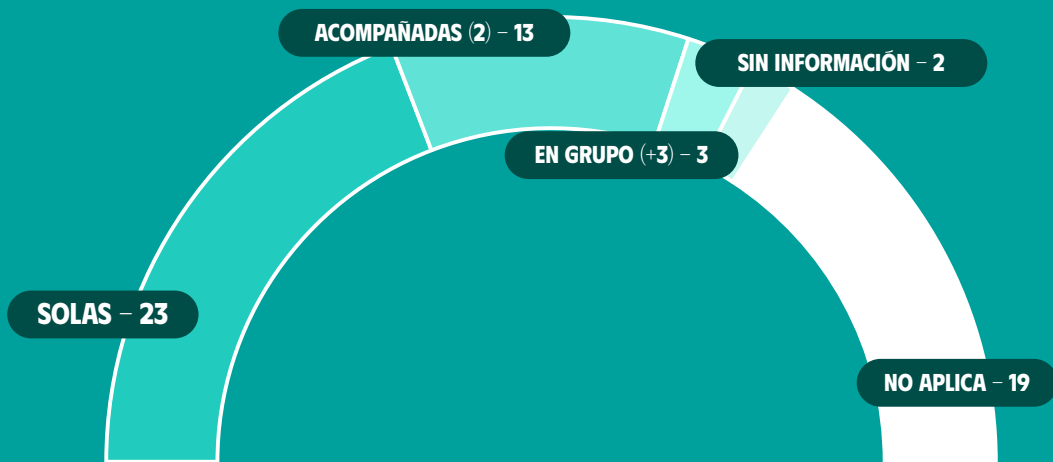 ACOMPAÑADAS (2) – 13
SIN INFORMACIÓN – 2
EN GRUPO (+3) – 3
SOLAS – 23
NO APLICA – 19